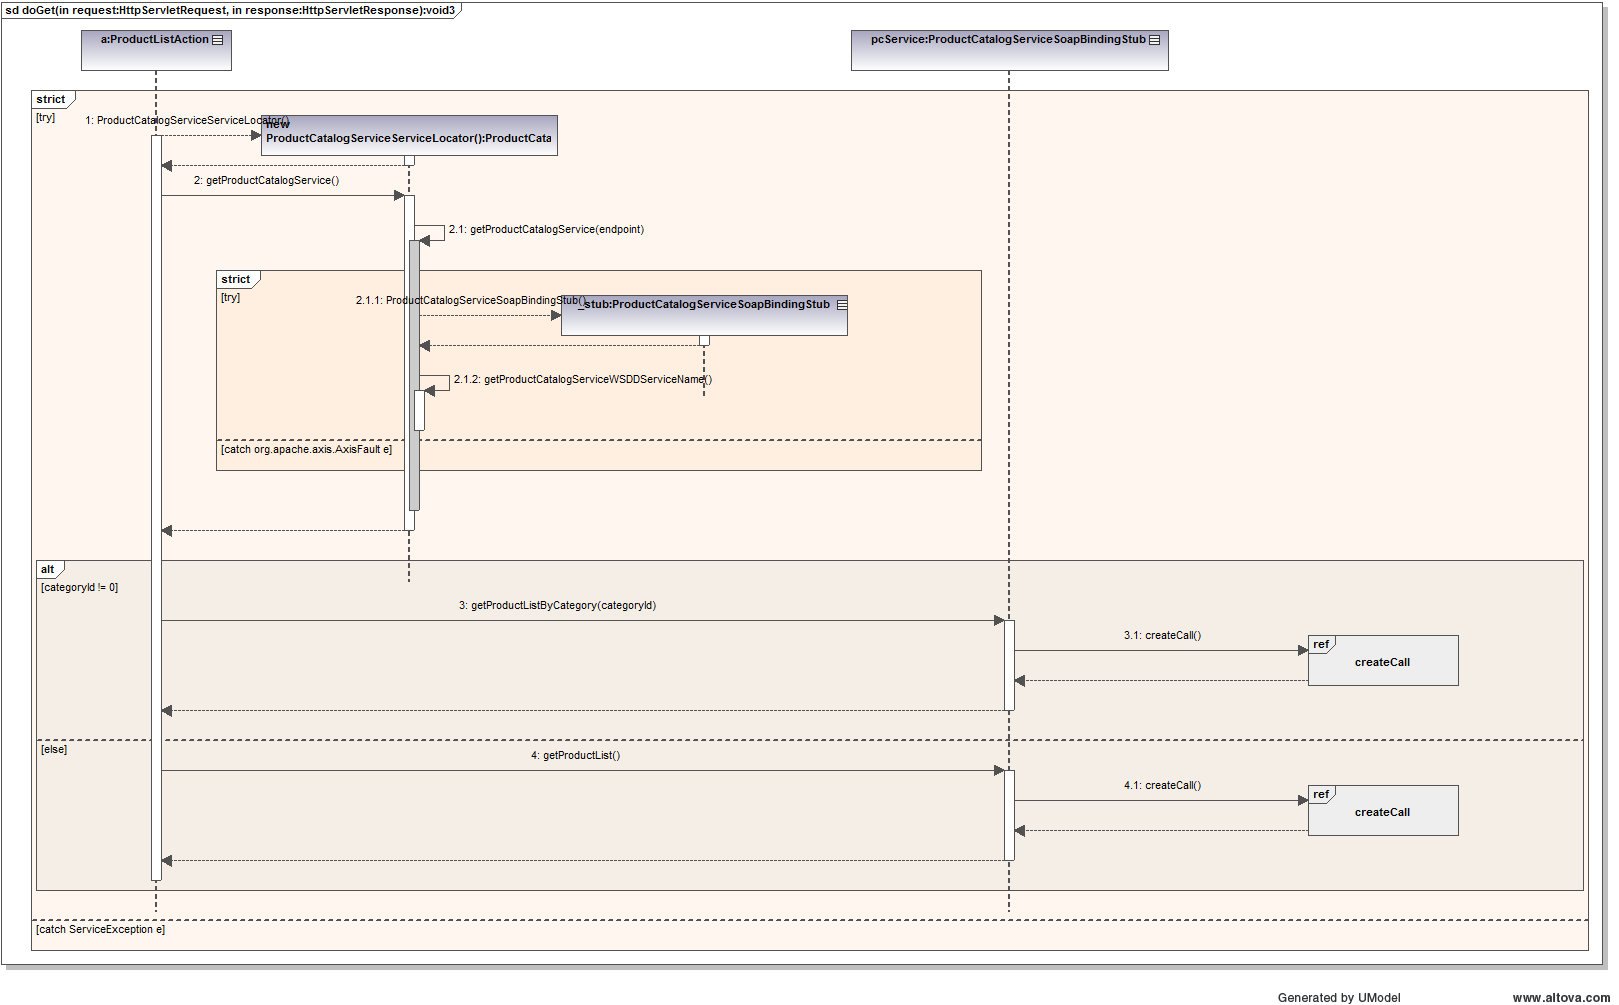 sd doGet(in request:HttpServletRequest, in response:HttpServletResponse):void3
a:ProductListAction
pcService:ProductCatalogServiceSoapBindingStub
strict
[try]
1: ProductCatalogServiceServiceLocator()
new
ProductCatalogServiceServiceLocator():ProductCata
2: getProductCatalogService()
2.1: getProductCatalogService(endpoint)
strict
[try]
2.1.1: ProductCatalogServiceSoapBindingStub()
_stub:ProductCatalogServiceSoapBindingStub
2.1.2: getProductCatalogServiceWSDDServiceName()
[catch org.apache.axis.AxisFault e]
alt
[categoryId != 0]
3: getProductListByCategory(categoryId)
3.1: createCall()
ref
createCall
[else]
4: getProductList()
4.1: createCall()
ref
createCall
[catch ServiceException e]
Generated by UModel
www.altova.com